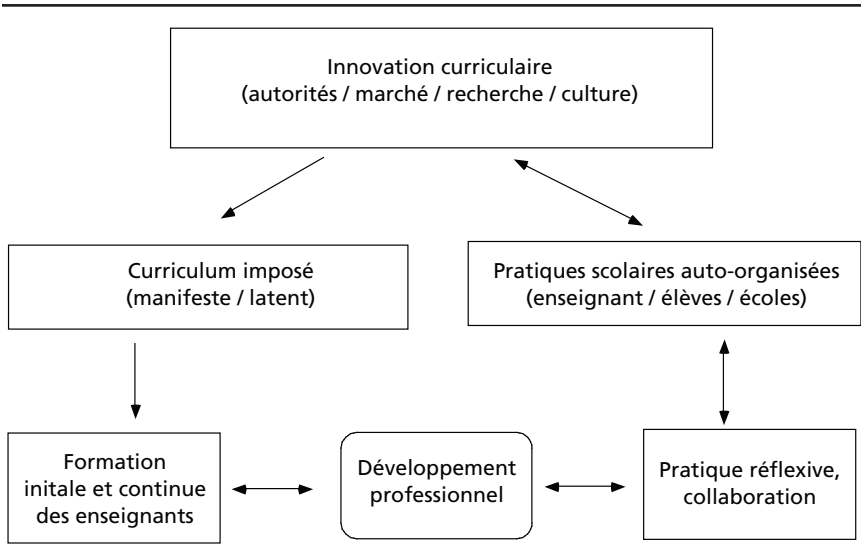 Innovation curriculaire
(autorités / marché / recherche / culture)
Curriculum imposé
(manifeste / latent)
Pratiques scolaires auto-organisées
(enseignant / élèves / écoles)
Formation
initale et continue
des enseignants
Développement
professionnel
Pratique réflexive,
collaboration